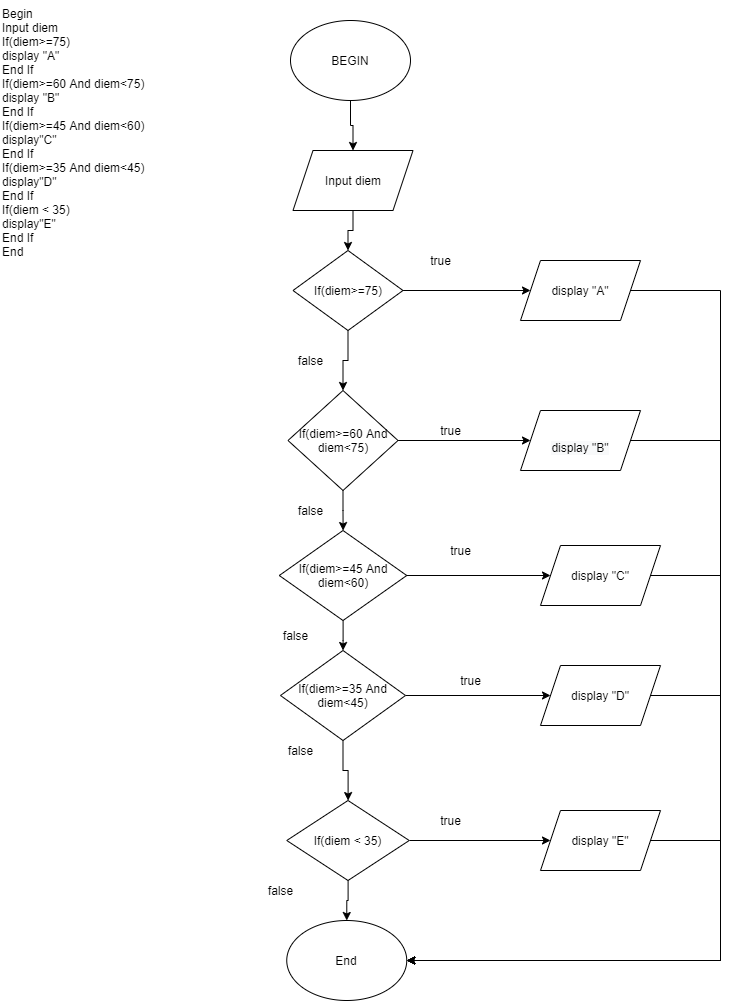 Begin
Input diem
If(diem>=75)
display "A"
End If
If(diem>=60 And diem<75)
display "B"
End If
If(diem>=45 And diem<60)
display"C"
End If
If(diem>=35 And diem<45)
display"D"
End If
If(diem < 35)
display"E"
End If
End
BEGIN
Input diem
If(diem>=75)
true
display "A"
false
If(diem>=60 And
diem<75)
true
display "B"
false
If(diem>=45 And
diem<60)
true
display "C"
false
If(diem>=35 And
diem<45)
true
display "D"
false
If(diem < 35)
true
display "E"
false
End